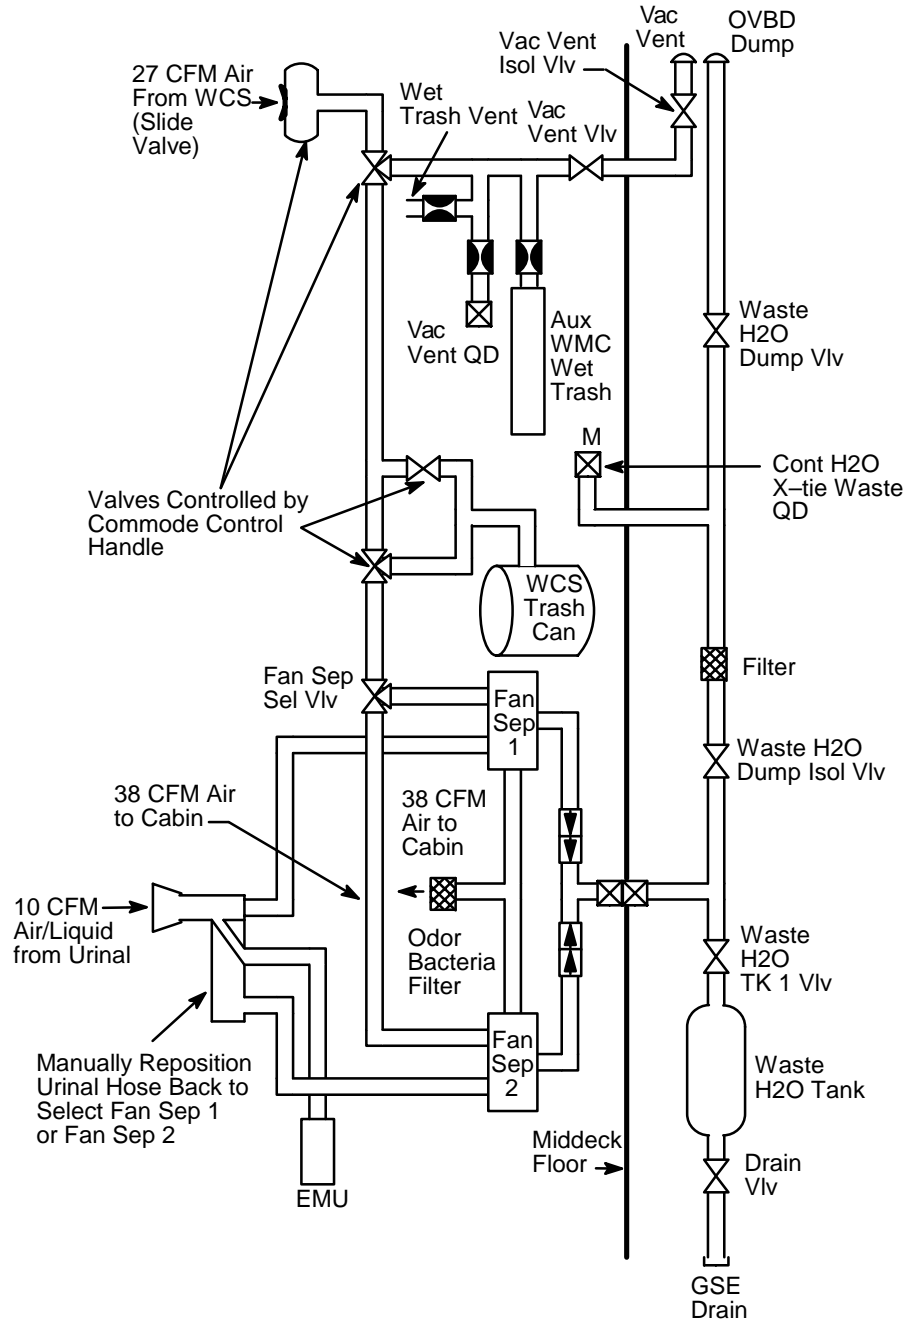 Vac
Vent
OVBD
Dump
Vac Vent
Isol Vlv
27 CFM Air
From WCS
(Slide
Valve)
Wet
Trash Vent
Vac
Vent Vlv
Vac
Vent QD
Aux
WMC
Wet
Trash
Waste
H2O
Dump Vlv
M
Cont H2O
X–tie Waste
QD
Valves Controlled by
Commode Control
Handle
WCS
Trash
Can
Filter
Fan Sep
Sel Vlv
Fan
Sep
1
Waste H2O
Dump Isol Vlv
38 CFM Air
to Cabin
38 CFM
Air to
Cabin
10 CFM
Air/Liquid
from Urinal
Odor
Bacteria
Filter
Waste
H2O
TK 1 Vlv
Fan
Sep
2
Manually Reposition
Urinal Hose Back to
Select Fan Sep 1
or Fan Sep 2
Waste
H2O Tank
EMU
Middeck
Floor
Drain
Vlv
GSE
Drain